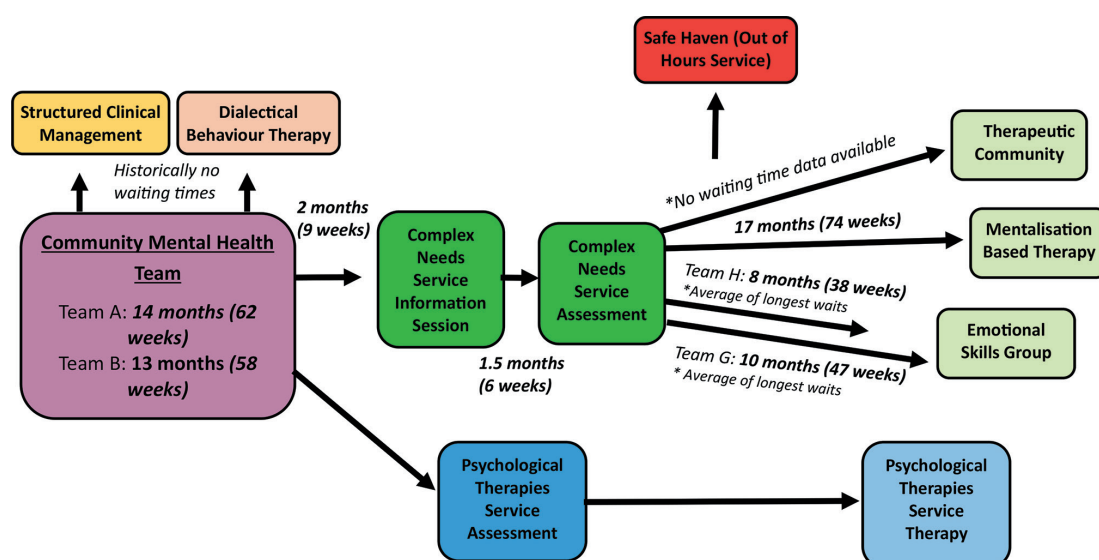 Safe Haven (Out of
Hours Service)
Structured Clinical
Management
Dialectical
Behaviour Therapy
Historically no
waiting times
Community Mental Health
Team
Team A: 14 months (62
weeks)
Team B: 13 months (58
weeks)
2 months
(9 weeks)
Complex
Needs
Service
Information
Session
1.5 months
(6 weeks)
Complex
Needs
Service
Assessment
*No waiting time data available
Therapeutic
Community
17 months (74 weeks)
Mentalisation
Based Therapy
Team H: 8 months (38 weeks)
*Average of longest waits
Team G: 10 months (47 weeks)
* Average of longest waits
Emotional
Skills Group
Psychological
Therapies
Service
Assessment
Psychological
Therapies
Service
Therapy